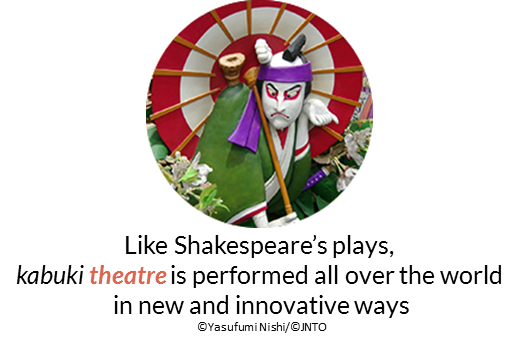 Like Shakespeare's plays,
kabuki theatre is performed all over the world
in new and innovative ways
©Yasufumi Nishi/©JNTO